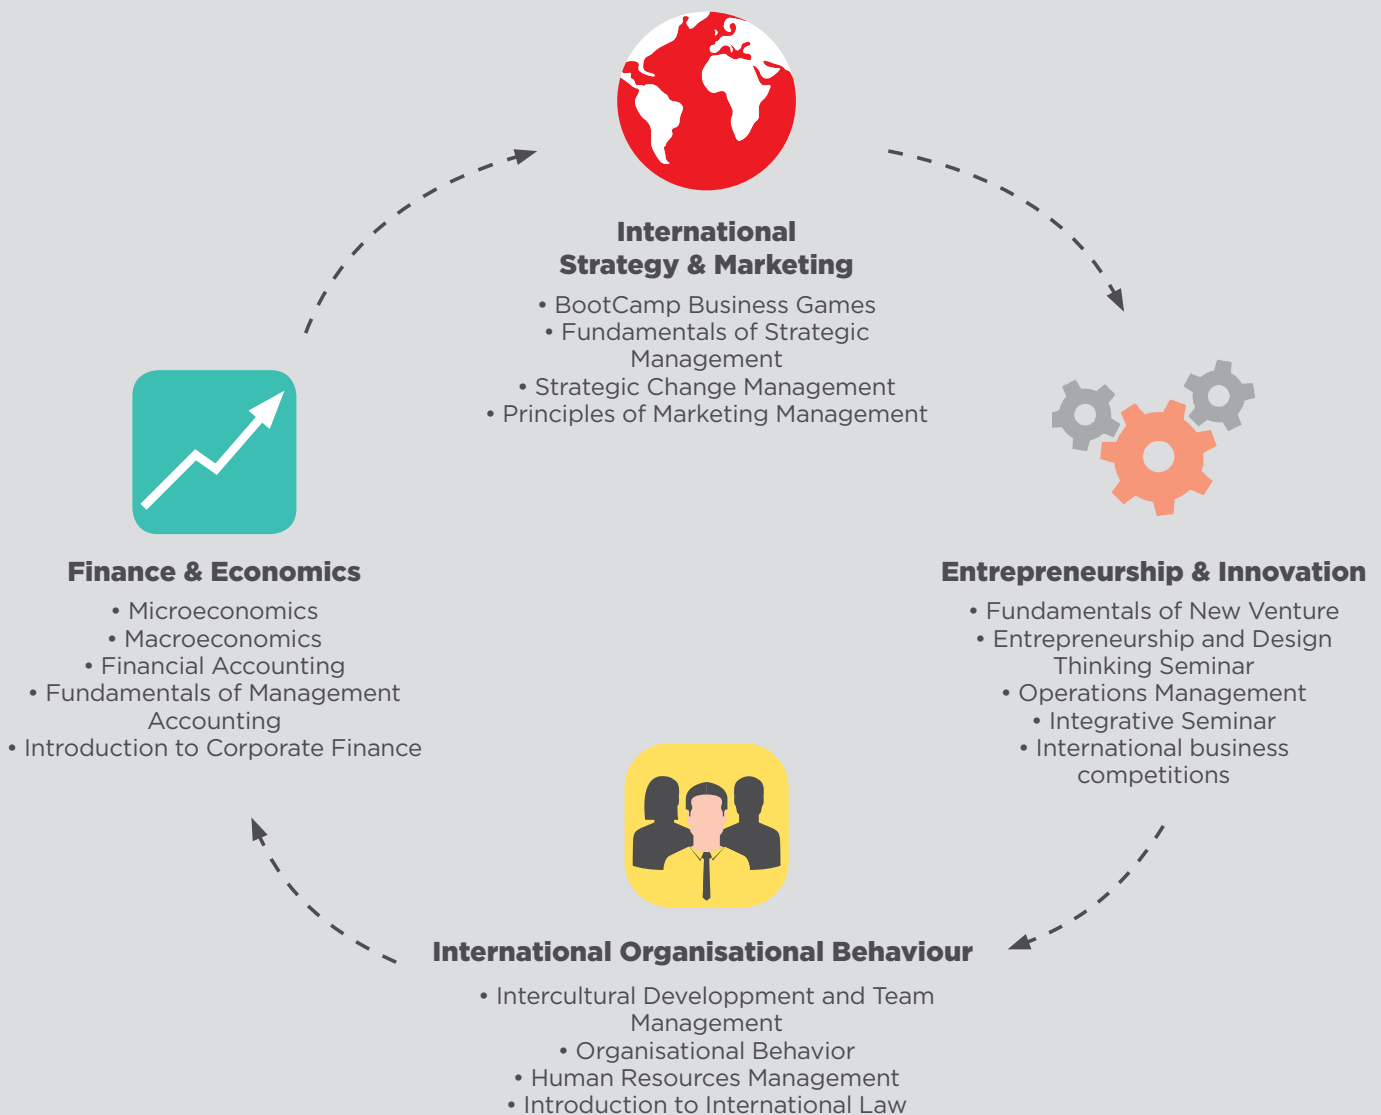 International
Strategy & Marketing
• BootCamp Business Games
• Fundamentals of Strategic
Management
• Strategic Change Management
• Principles of Marketing Management
Finance & Economics
• Microeconomics
• Macroeconomics
• Financial Accounting
• Fundamentals of Management
Accounting
• Introduction to Corporate Finance
Entrepreneurship & Innovation
• Fundamentals of New Venture
• Entrepreneurship and Design
Thinking Seminar
• Operations Management
• Integrative Seminar
• International business
competitions
International Organisational Behaviour
• Intercultural Developpment and Team
Management
• Organisational Behavior
• Human Resources Management
• Introduction to International Law